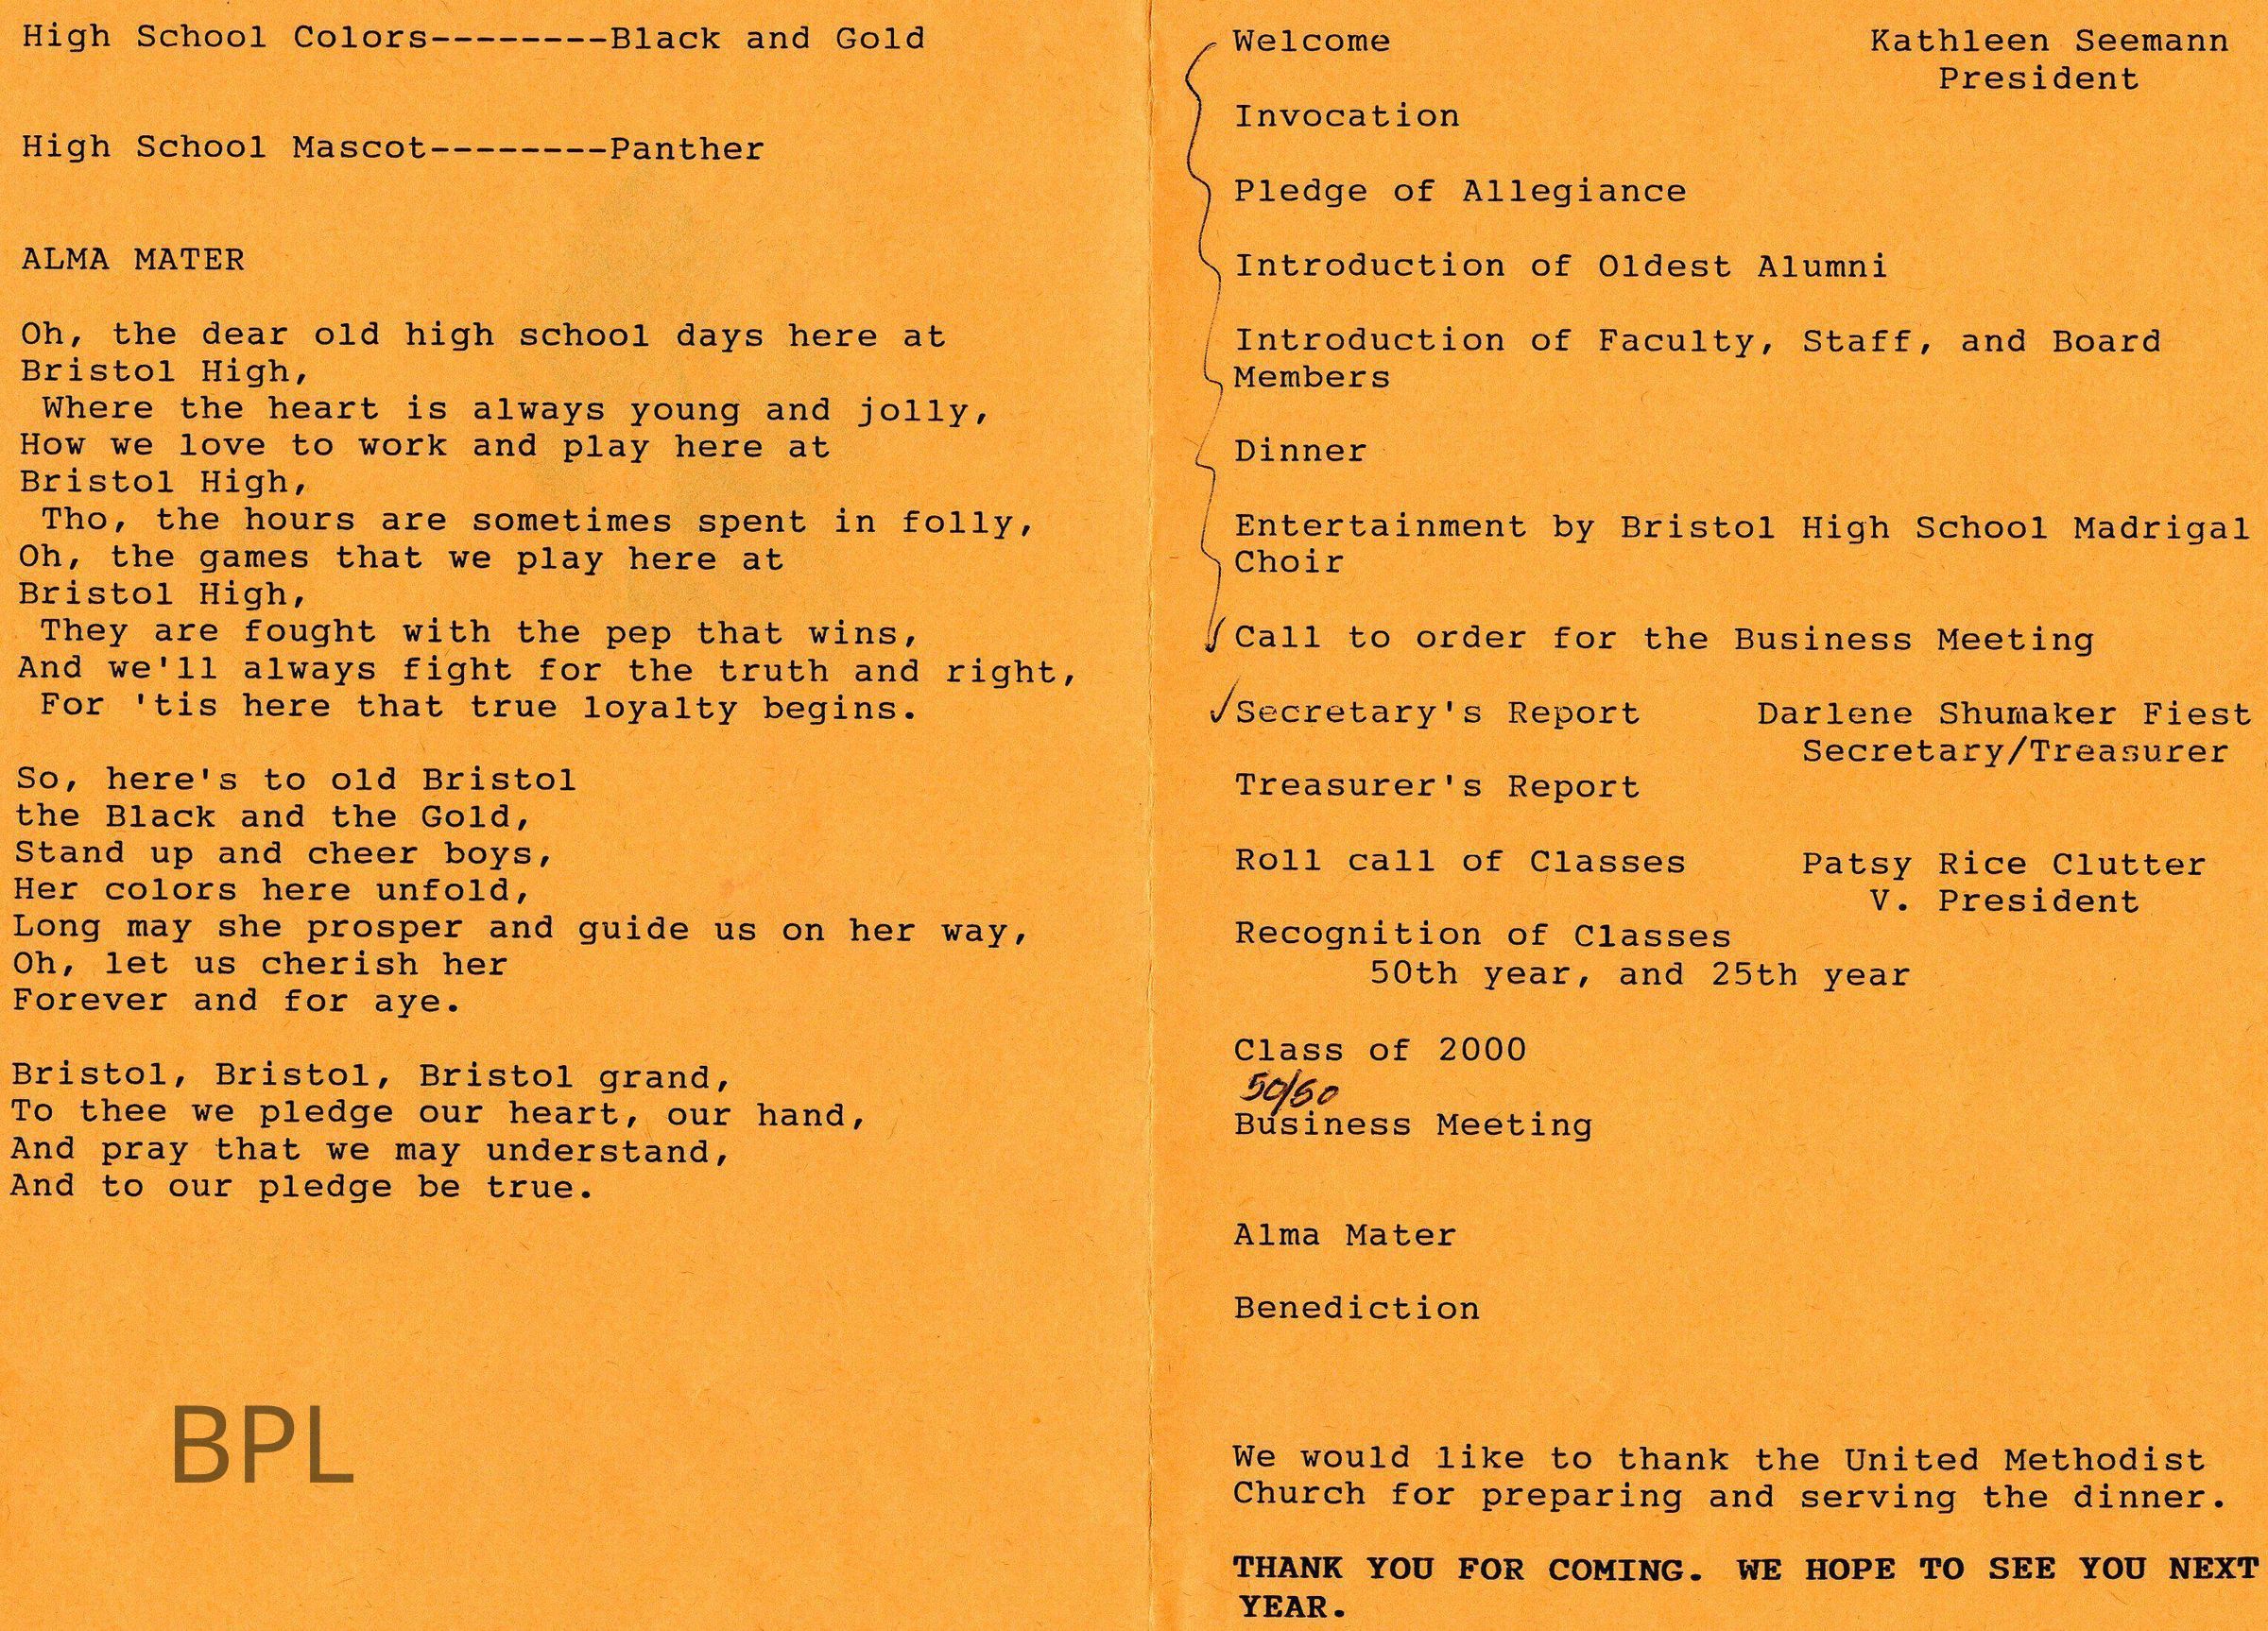 High School Colors--------Black and Gold
High School Mascot--------Panther
ALMA MATER
Oh, the dear old high school days here at
Bristol High,
Where the heart is always young and jolly,
How we love to work and play here at
Bristol High,
Tho, the hours are sometimes spent in folly,
Oh, the games that we play here at
Bristol High,
They are fought with the pep that wins,
And we'll always fight for the truth and right,
For 'tis here that true loyalty begins.
So, here's to old Bristol
the Black and the Gold,
Stand up and cheer boys,
Her colors here unfold,
Long may she prosper and guide us on her way,
Oh, let us cherish her
Forever and for aye.
Bristol, Bristol, Bristol grand,
To thee we pledge our heart, our hand,
And pray that we may understand,
And to our pledge be true.
BPL
Welcome Kathleen Seemann
President
Invocation
Pledge of Allegiance
Introduction of Oldest Alumni
Introduction of Faculty, Staff, and Board
Members
Dinner
Entertainment by Bristol High School Madrigal
Choir
Call to order for the Business Meeting
Secretary's Report Darlene Shumaker Fiest
Secretary/Treasurer
Treasurer's Report
Roll call of Classes Patsy Rice Clutter
V. President
Recognition of Classes
50th year, and 25th year
Class of 2000
50/50
Business Meeting
Alma Mater
Benediction
We would like to thank the United Methodist
Church for preparing and serving the dinner.
THANK YOU FOR COMING. WE HOPE TO SEE YOU NEXT
YEAR.